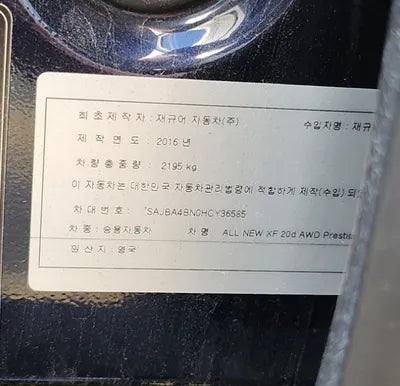 최초제작자 : 재규어 자동차(주) 수입자명 : 재규
제 작 연 도 : 2016 년
차 량 총 중 량 : 2195 kg
이 자동차는 대한민국 자동차관리법령에 적합하게 제작(수입) 되
차 대 번 호 : *SAJBA4BN0HCY36585
차 종 : 승용자동차 차 명 : ALL NEW XF 20d AWD Prestis
원 산 지 : 영국